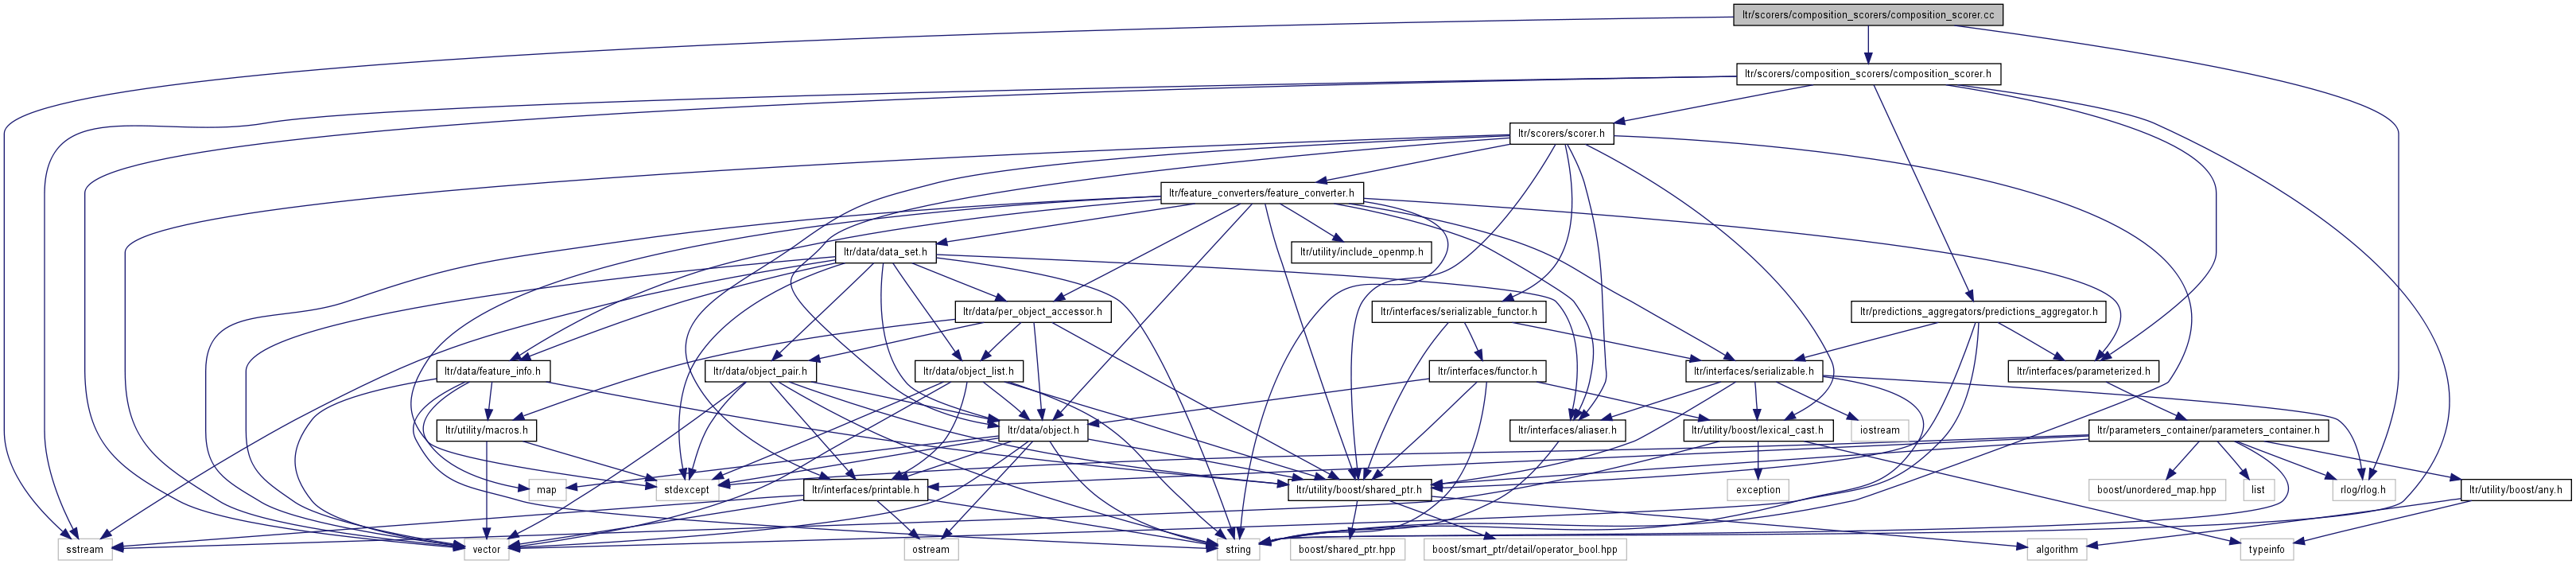 ltr/scorers/composition_scorers/composition_scorer.cc
ltr/scorers/composition_scorers/composition_scorer.h
ltr/scorers/scorer.h
ltr/feature_converters/feature_converter.h
ltr/data/data_set.h
ltr/utility/include_openmp.h
ltr/data/per_object_accessor.h
ltr/interfaces/serializable_functor.h
ltr/predictions_aggregators/predictions_aggregator.h
ltr/data/feature_info.h
ltr/data/object_pair.h
ltr/data/object_list.h
ltr/interfaces/functor.h
ltr/interfaces/serializable.h
ltr/interfaces/parameterized.h
ltr/utility/macros.h
ltr/data/object.h
ltr/interfaces/aliaser.h
ltr/utility/boost/lexical_cast.h
iostream
ltr/parameters_container/parameters_container.h
map
stdexcept
ltr/interfaces/printable.h
ltr/utility/boost/shared_ptr.h
exception
boost/unordered_map.hpp
list
rlog/rlog.h
ltr/utility/boost/any.h
sstream
vector
ostream
string
boost/shared_ptr.hpp
boost/smart_ptr/detail/operator_bool.hpp
algorithm
typeinfo